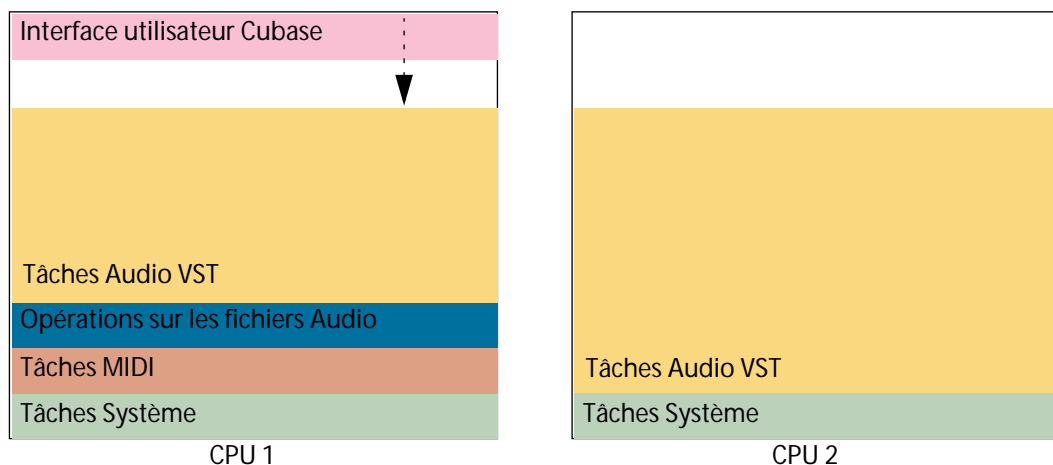 Interface utilisateur Cubase
Tâches Audio VST
Opérations sur les fichiers Audio
Tâches MIDI
Tâches Système
CPU 1
Tâches Audio VST
Tâches Système
CPU 2